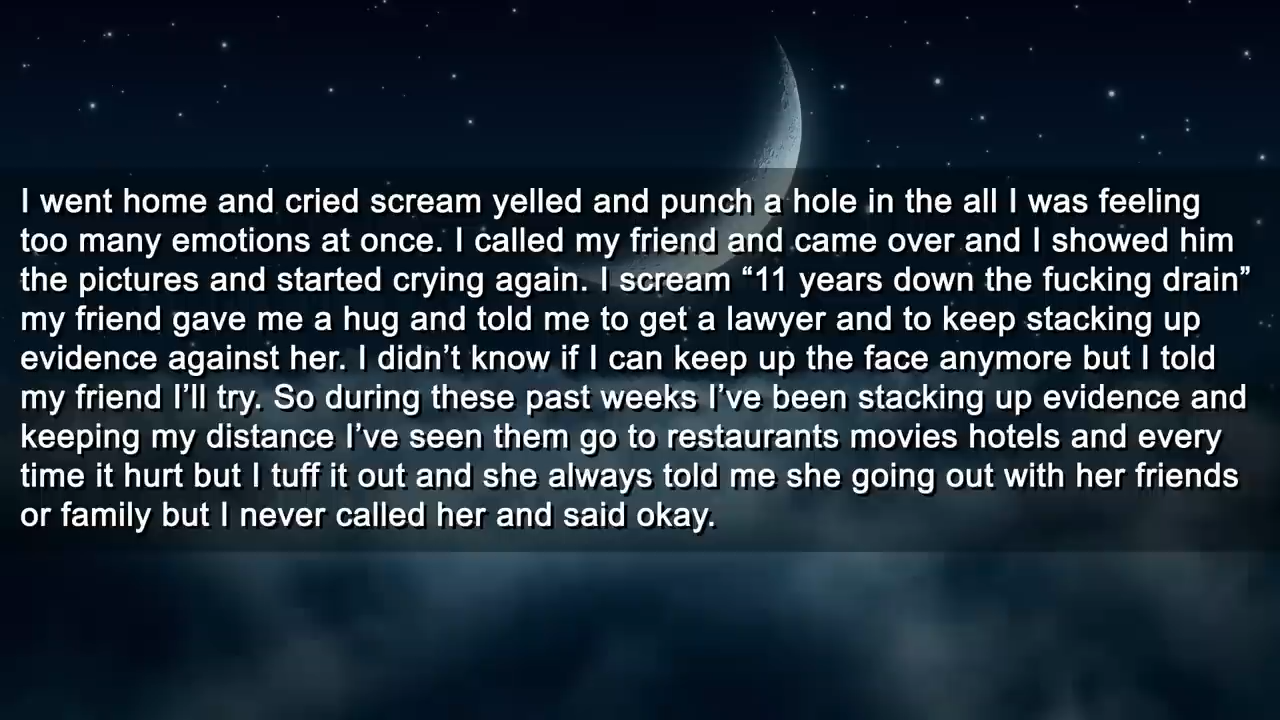 I went home and cried scream yelled and punch a hole in the all I was feeling
too many emotions at once. I called my friend and came over and I showed him
the pictures and started crying again. I scream “11 years down the fucking drain”
my friend gave me a hug and told me to get a lawyer and to keep stacking up
evidence against her. I didn’t know if I can keep up the face anymore but I told
my friend I’ll try. So during these past weeks I’ve been stacking up evidence and
keeping my distance I’ve seen them go to restaurants movies hotels and every
time it hurt but I tuff it out and she always told me she going out with her friends
or family but I never called her and said okay.